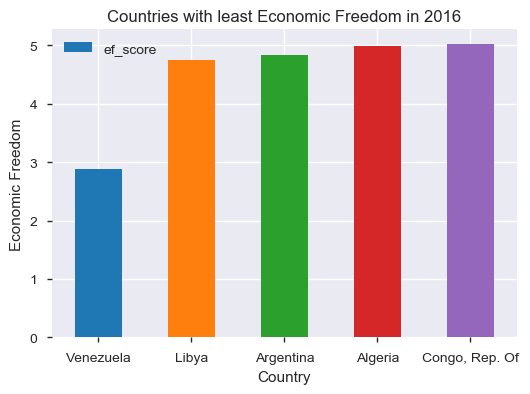 Countries with least Economic Freedom in 2016
ef_score
Economic Freedom
5
4
3
2
1
0
Venezuela
Libya
Argentina
Algeria
Congo, Rep. Of
Country